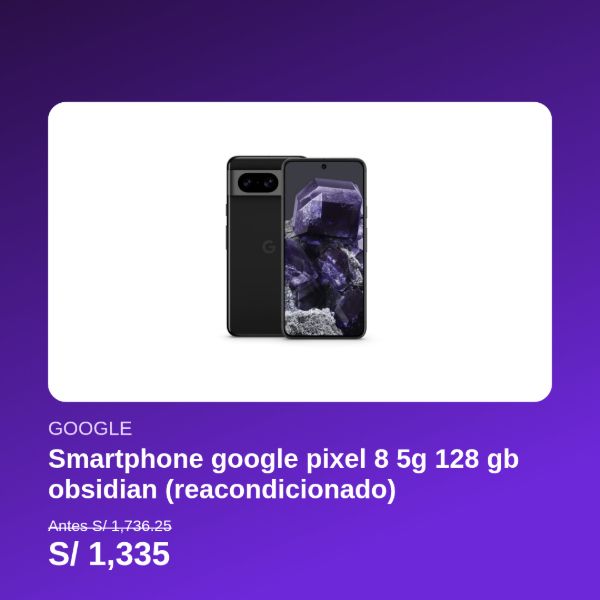 GOOGLE
Smartphone google pixel 8 5g 128 gb
obsidian (reacondicionado)
Antes S/ 1,736.25
S/ 1,335